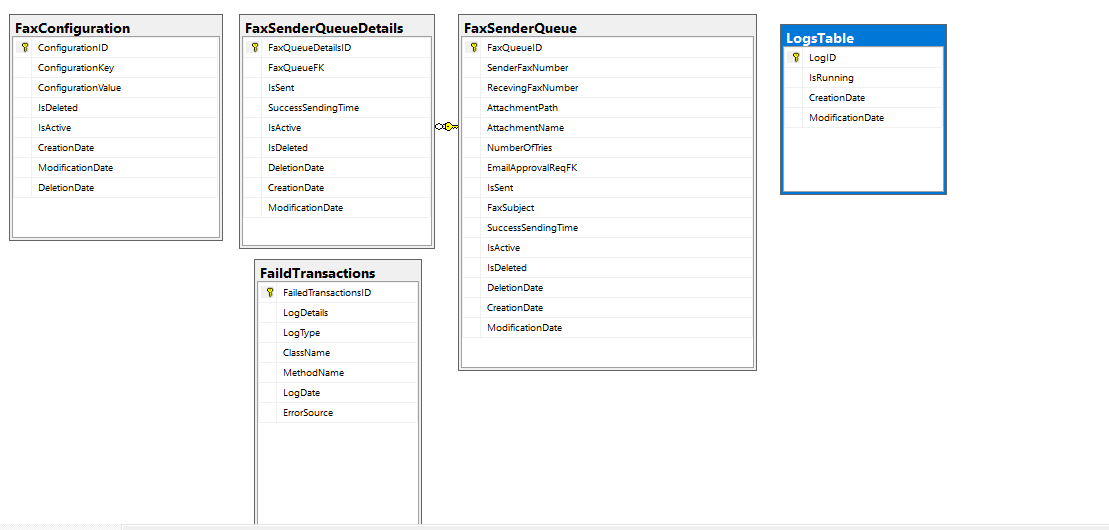 FaxConfiguration
ConfigurationID
ConfigurationKey
ConfigurationValue
IsDeleted
IsActive
CreationDate
ModificationDate
DeletionDate
FaxSenderQueueDetails
FaxQueueDetailsID
FaxQueueFK
IsSent
SuccessSendingTime
IsActive
IsDeleted
DeletionDate
CreationDate
ModificationDate
FaxSenderQueue
FaxQueueID
SenderFaxNumber
RecevingFaxNumber
AttachmentPath
AttachmentName
NumberOfTries
EmailApprovalReqFK
IsSent
FaxSubject
SuccessSendingTime
IsActive
IsDeleted
DeletionDate
CreationDate
ModificationDate
LogsTable
LogID
IsRunning
CreationDate
ModificationDate
FaildTransactions
FailedTransactionsID
LogDetails
LogType
ClassName
MethodName
LogDate
ErrorSource